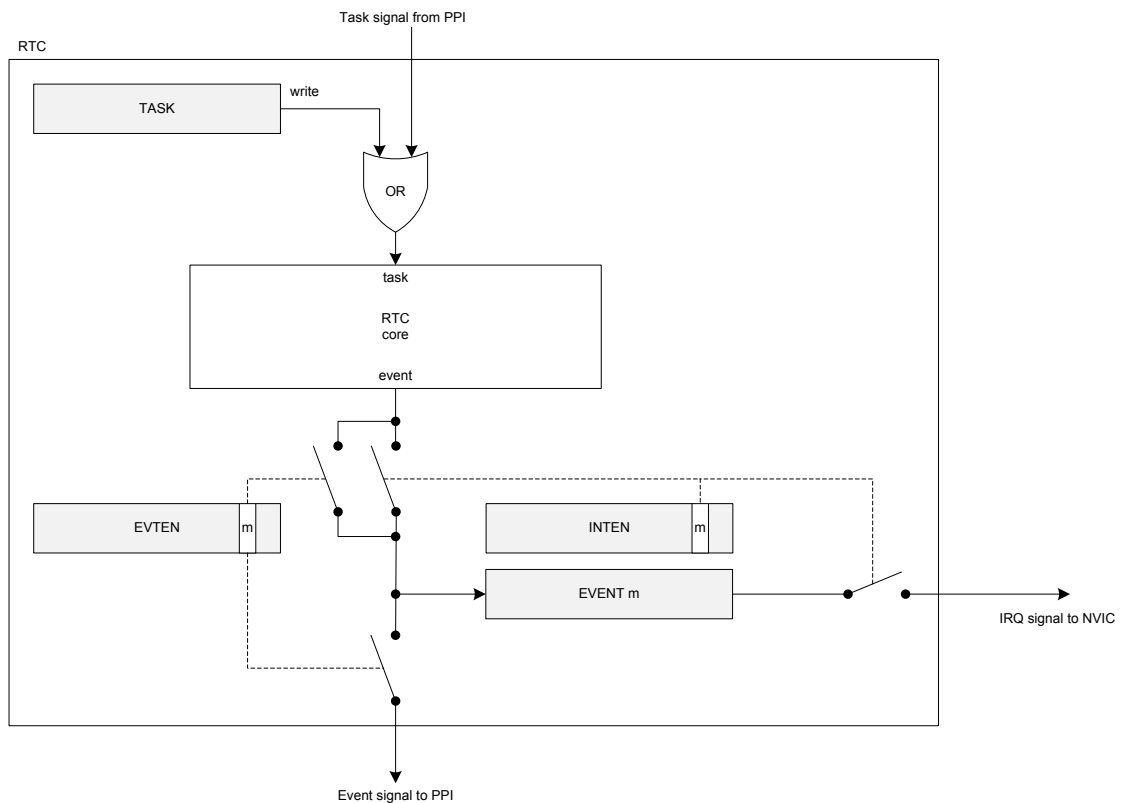 Task signal from PPI
RTC
write
TASK
OR
task
RTC
core
event
EVTEN
m
INTEN
m
EVENT m
IRQ signal to NVIC
Event signal to PPI